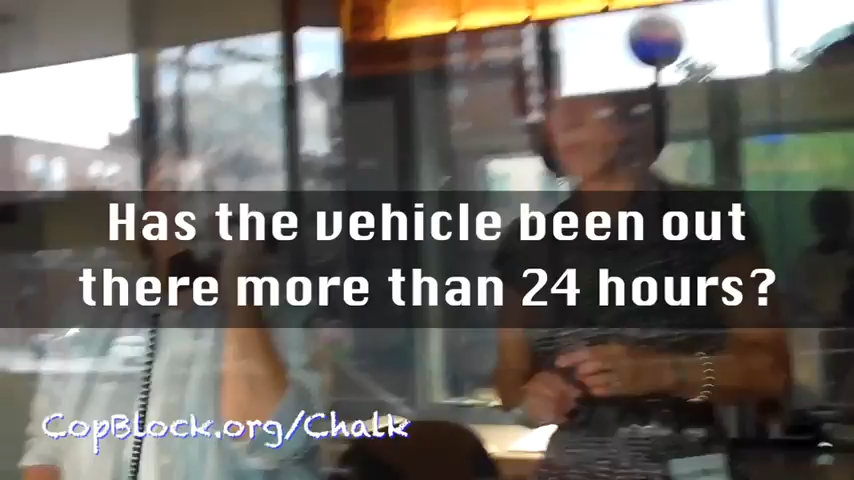 Has the vehicle been out
there more than 24 hours?
CopBlock.org/Chalk